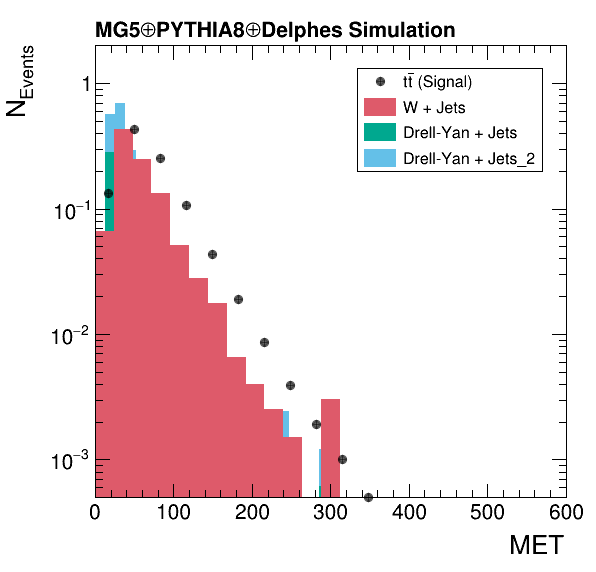 MG5⊕PYTHIA8⊕Delphes Simulation
N_Events
1
10⁻¹
10⁻²
10⁻³
tt̄ (Signal)
W + Jets
Drell-Yan + Jets
Drell-Yan + Jets_2
0 100 200 300 400 500 600
MET